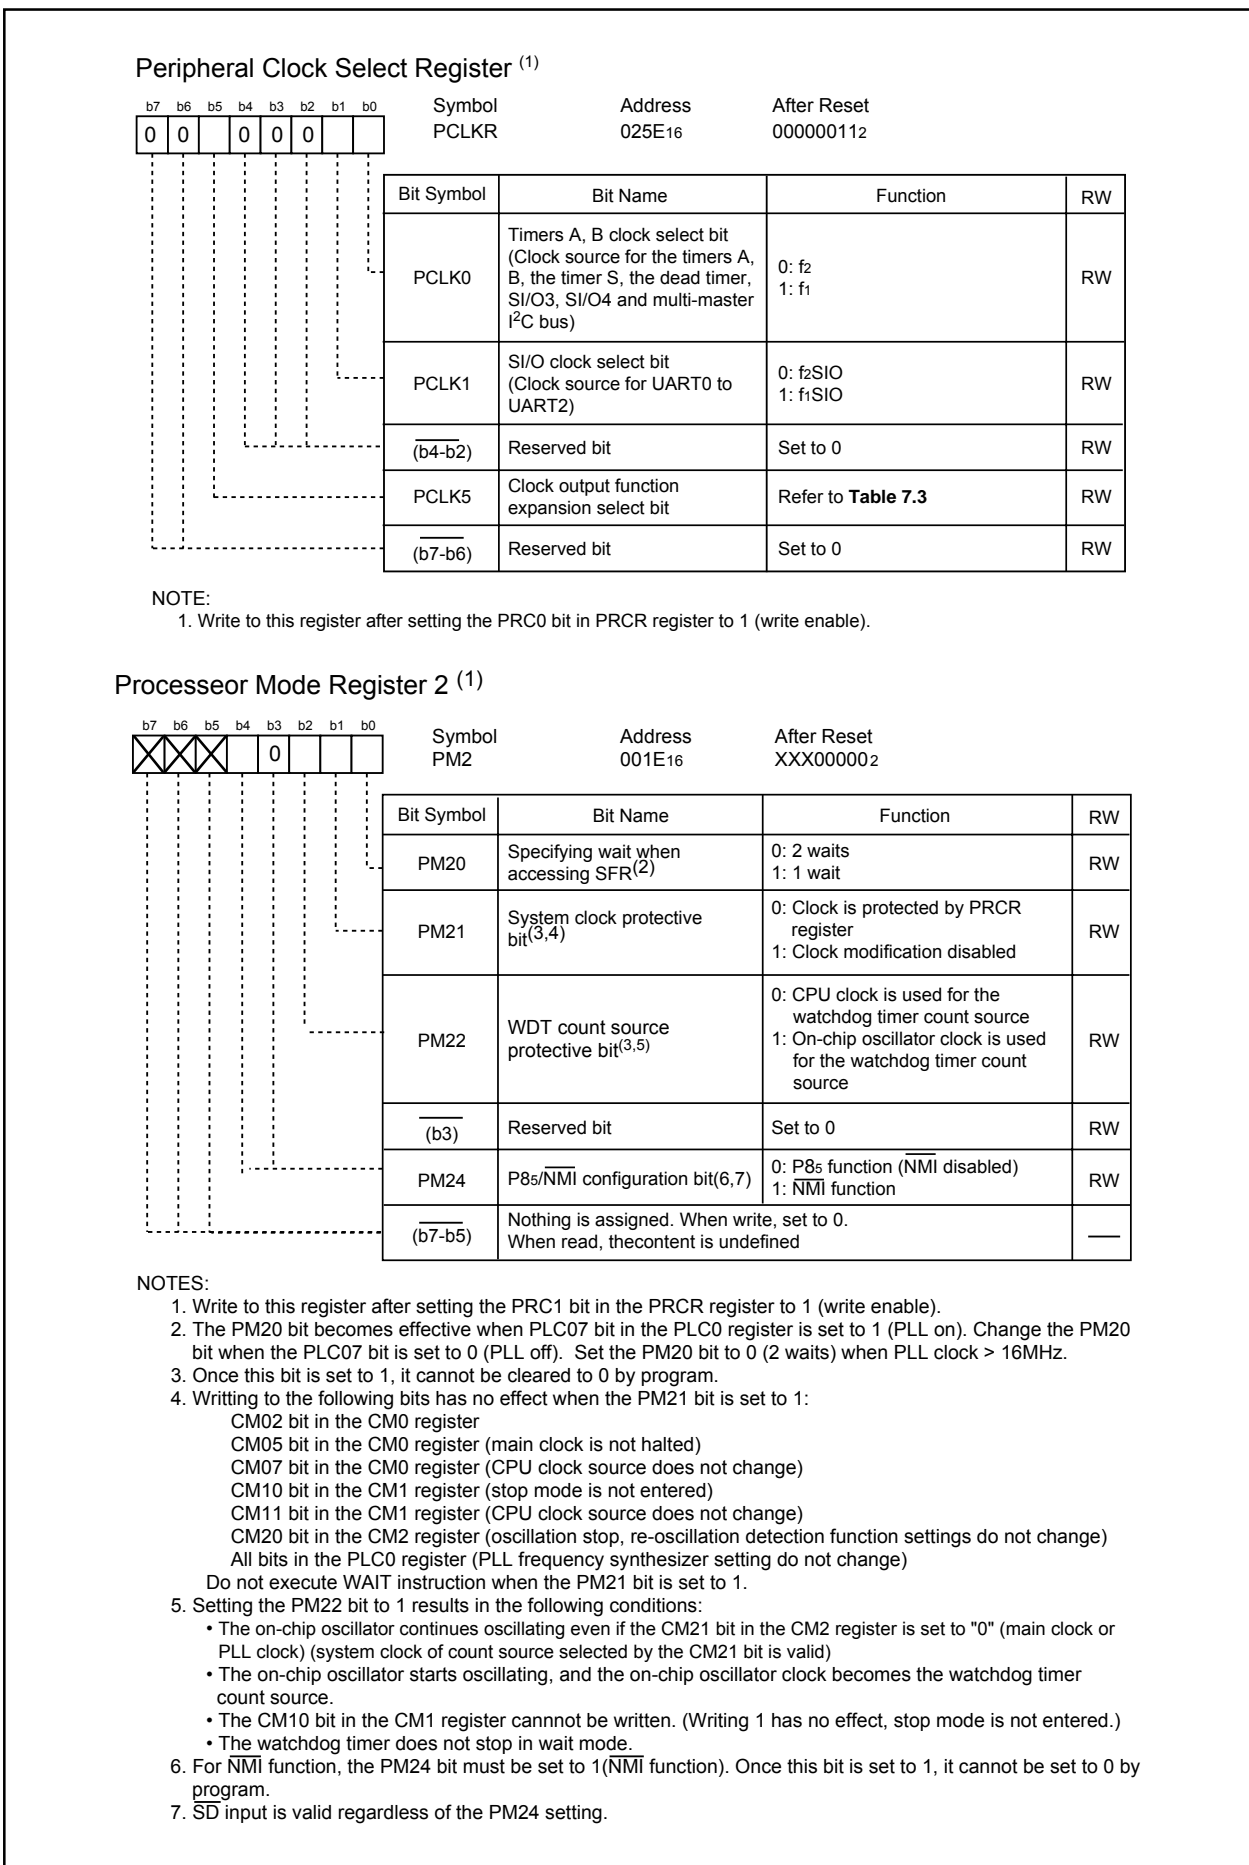 Peripheral Clock Select Register (1)
b7 b6 b5 b4 b3 b2 b1 b0
0 0 0 0 0
Symbol Address After Reset
PCLKR 025E16 000000112
Bit Symbol Bit Name Function RW
PCLK0
Timers A, B clock select bit
(Clock source for the timers A,
B, the timer S, the dead timer,
SI/O3, SI/O4 and multi-master
I2C bus)
0: f2
1: f1
RW
PCLK1
SI/O clock select bit
(Clock source for UART0 to
UART2)
0: f2SIO
1: f1SIO
RW
(b4-b2) Reserved bit Set to 0 RW
PCLK5
Clock output function
expansion select bit
Refer to Table 7.3
RW
(b7-b6) Reserved bit Set to 0 RW
NOTE:
1. Write to this register after setting the PRC0 bit in PRCR register to 1 (write enable).
Processeor Mode Register 2 (1)
b7 b6 b5 b4 b3 b2 b1 b0
0
Symbol Address After Reset
PM2 001E16 XXX000002
Bit Symbol Bit Name Function RW
PM20
Specifying wait when
accessing SFR(2)
0: 2 waits
1: 1 wait
RW
PM21
System clock protective
bit(3,4)
0: Clock is protected by PRCR
register
1: Clock modification disabled
RW
PM22
WDT count source
protective bit(3,5)
0: CPU clock is used for the
watchdog timer count source
1: On-chip oscillator clock is used
for the watchdog timer count
source
RW
(b3) Reserved bit Set to 0 RW
PM24
P85/NMI configuration bit(6,7)
0: P85 function (NMI disabled)
1: NMI function
RW
(b7-b5)
Nothing is assigned. When write, set to 0.
When read, thecontent is undefined
NOTES:
1. Write to this register after setting the PRC1 bit in the PRCR register to 1 (write enable).
2. The PM20 bit becomes effective when PLC07 bit in the PLC0 register is set to 1 (PLL on). Change the PM20
bit when the PLC07 bit is set to 0 (PLL off). Set the PM20 bit to 0 (2 waits) when PLL clock > 16MHz.
3. Once this bit is set to 1, it cannot be cleared to 0 by program.
4. Writting to the following bits has no effect when the PM21 bit is set to 1:
CM02 bit in the CM0 register
CM05 bit in the CM0 register (main clock is not halted)
CM07 bit in the CM0 register (CPU clock source does not change)
CM10 bit in the CM1 register (stop mode is not entered)
CM11 bit in the CM1 register (CPU clock source does not change)
CM20 bit in the CM2 register (oscillation stop, re-oscillation detection function settings do not change)
All bits in the PLC0 register (PLL frequency synthesizer setting do not change)
Do not execute WAIT instruction when the PM21 bit is set to 1.
5. Setting the PM22 bit to 1 results in the following conditions:
• The on-chip oscillator continues oscillating even if the CM21 bit in the CM2 register is set to "0" (main clock or
PLL clock) (system clock of count source selected by the CM21 bit is valid)
• The on-chip oscillator starts oscillating, and the on-chip oscillator clock becomes the watchdog timer
count source.
• The CM10 bit in the CM1 register cannnot be written. (Writing 1 has no effect, stop mode is not entered.)
• The watchdog timer does not stop in wait mode.
6. For NMI function, the PM24 bit must be set to 1(NMI function). Once this bit is set to 1, it cannot be set to 0 by
program.
7. SD input is valid regardless of the PM24 setting.